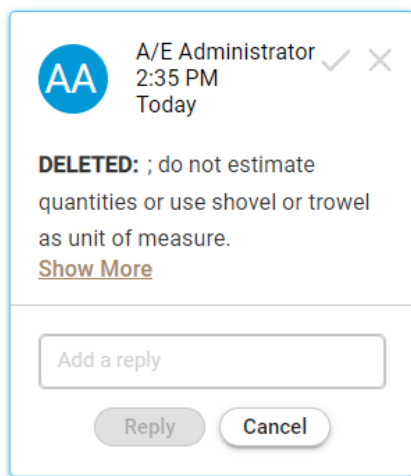 AA
A/E Administrator
2:35 PM
Today
DELETED: ; do not estimate
quantities or use shovel or trowel
as unit of measure.
Show More
Add a reply
Reply Cancel